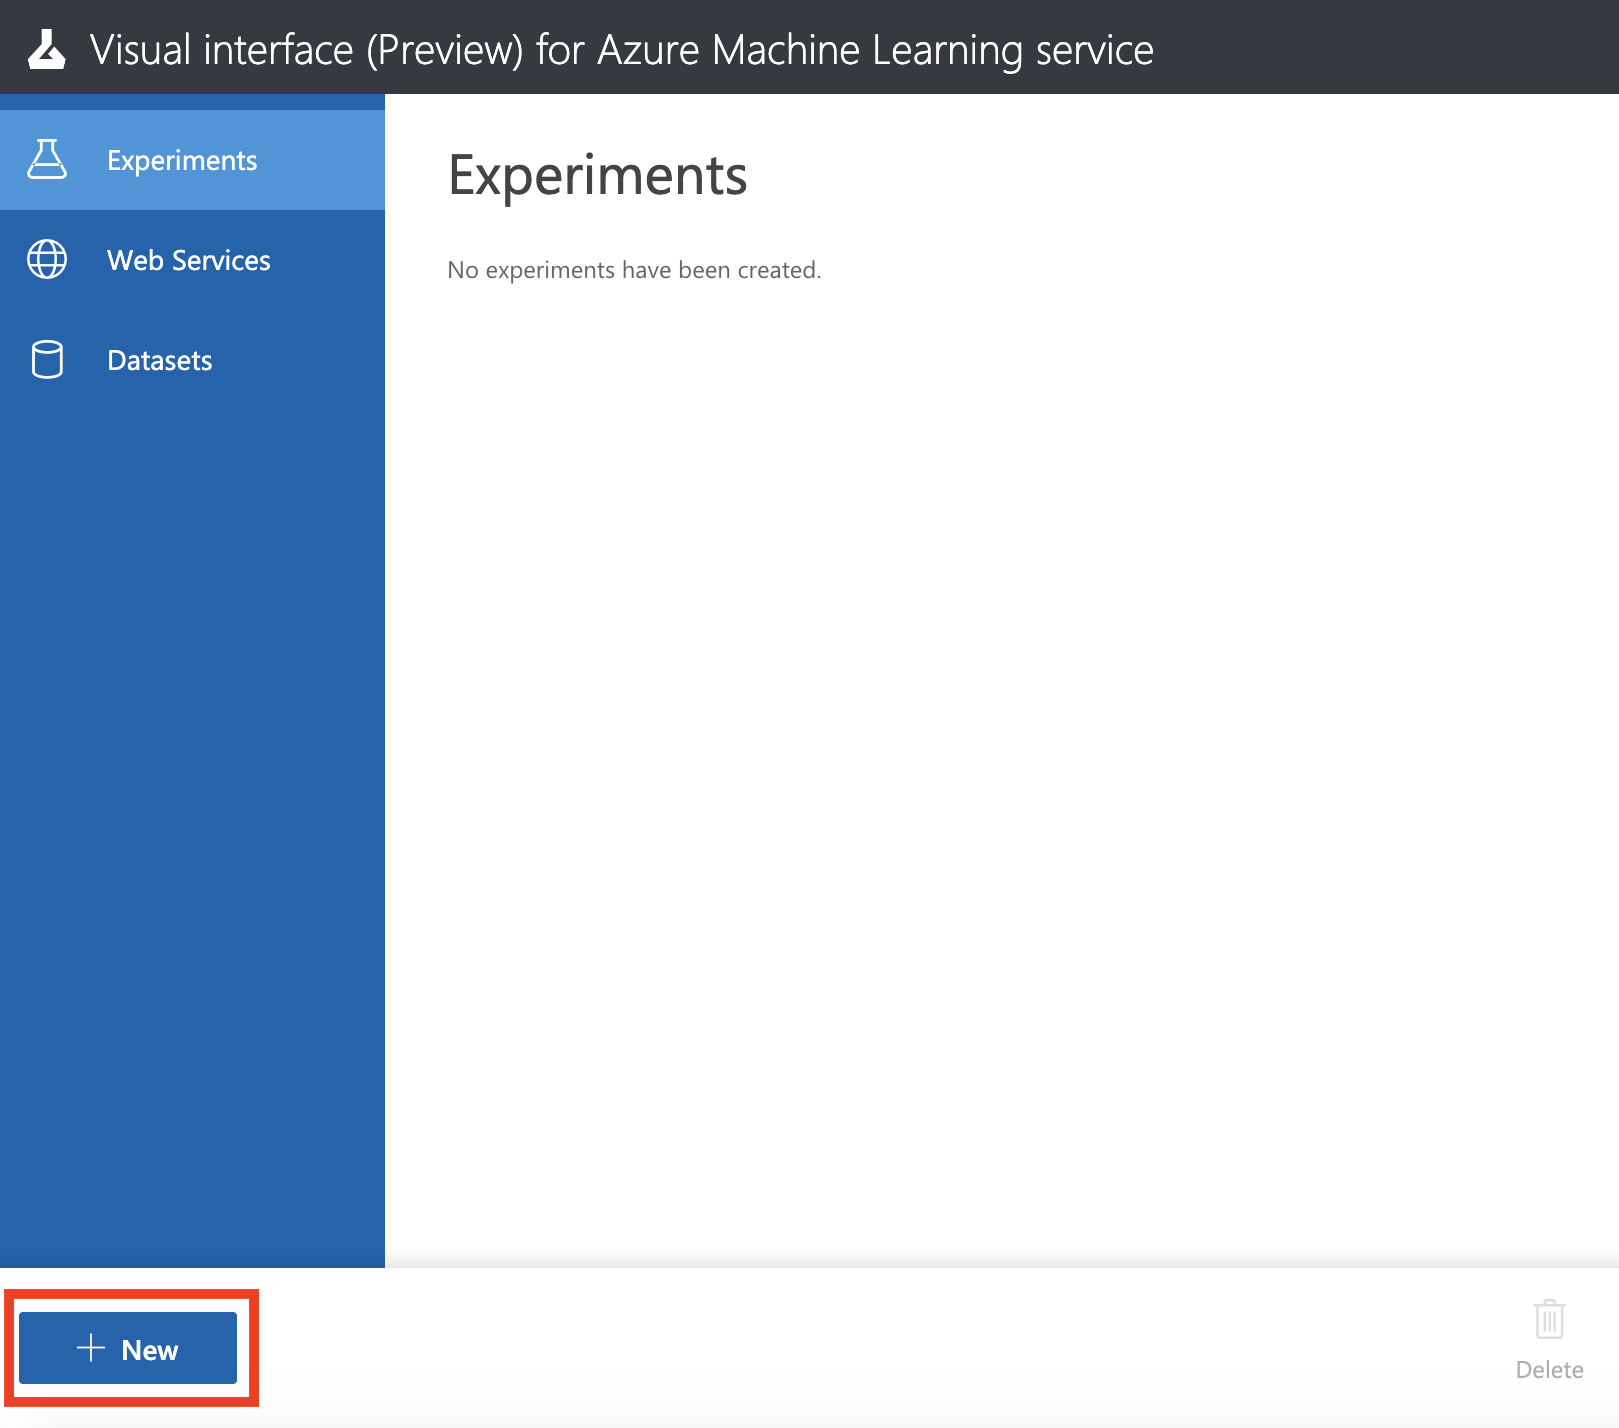 Visual interface (Preview) for Azure Machine Learning service
Experiments
Web Services
Datasets
Experiments
No experiments have been created.
New
Delete